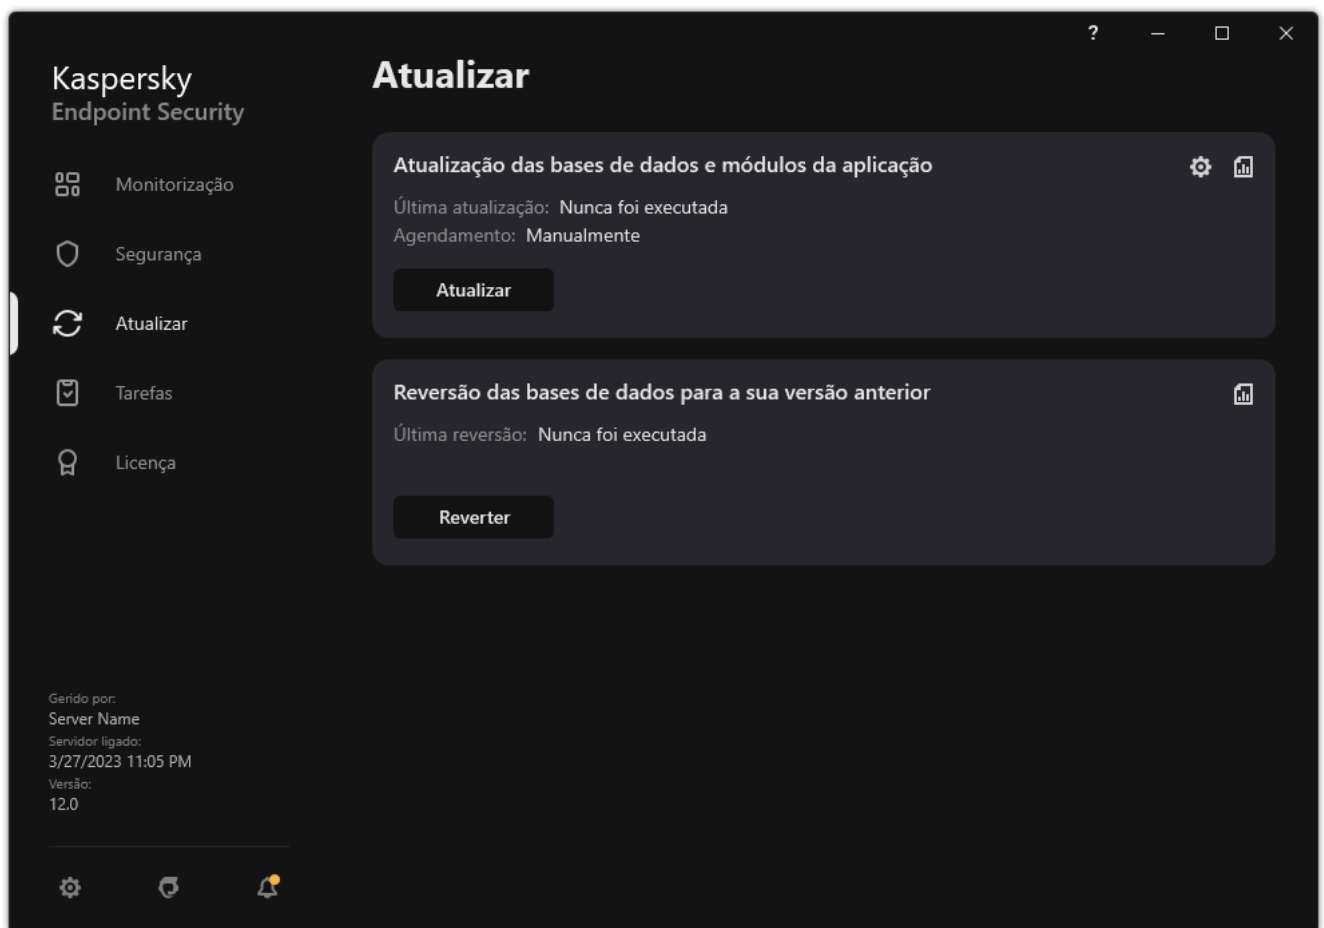 ?
Kaspersky
Endpoint Security
Monitorização
Segurança
Atualizar
Tarefas
Licença
Gerido por:
Server Name
Servidor ligado:
3/27/2023 11:05 PM
Versão:
12.0
Atualizar
Atualização das bases de dados e módulos da aplicação
Última atualização: Nunca foi executada
Agendamento: Manualmente
Atualizar
Reversão das bases de dados para a sua versão anterior
Última reversão: Nunca foi executada
Reverter